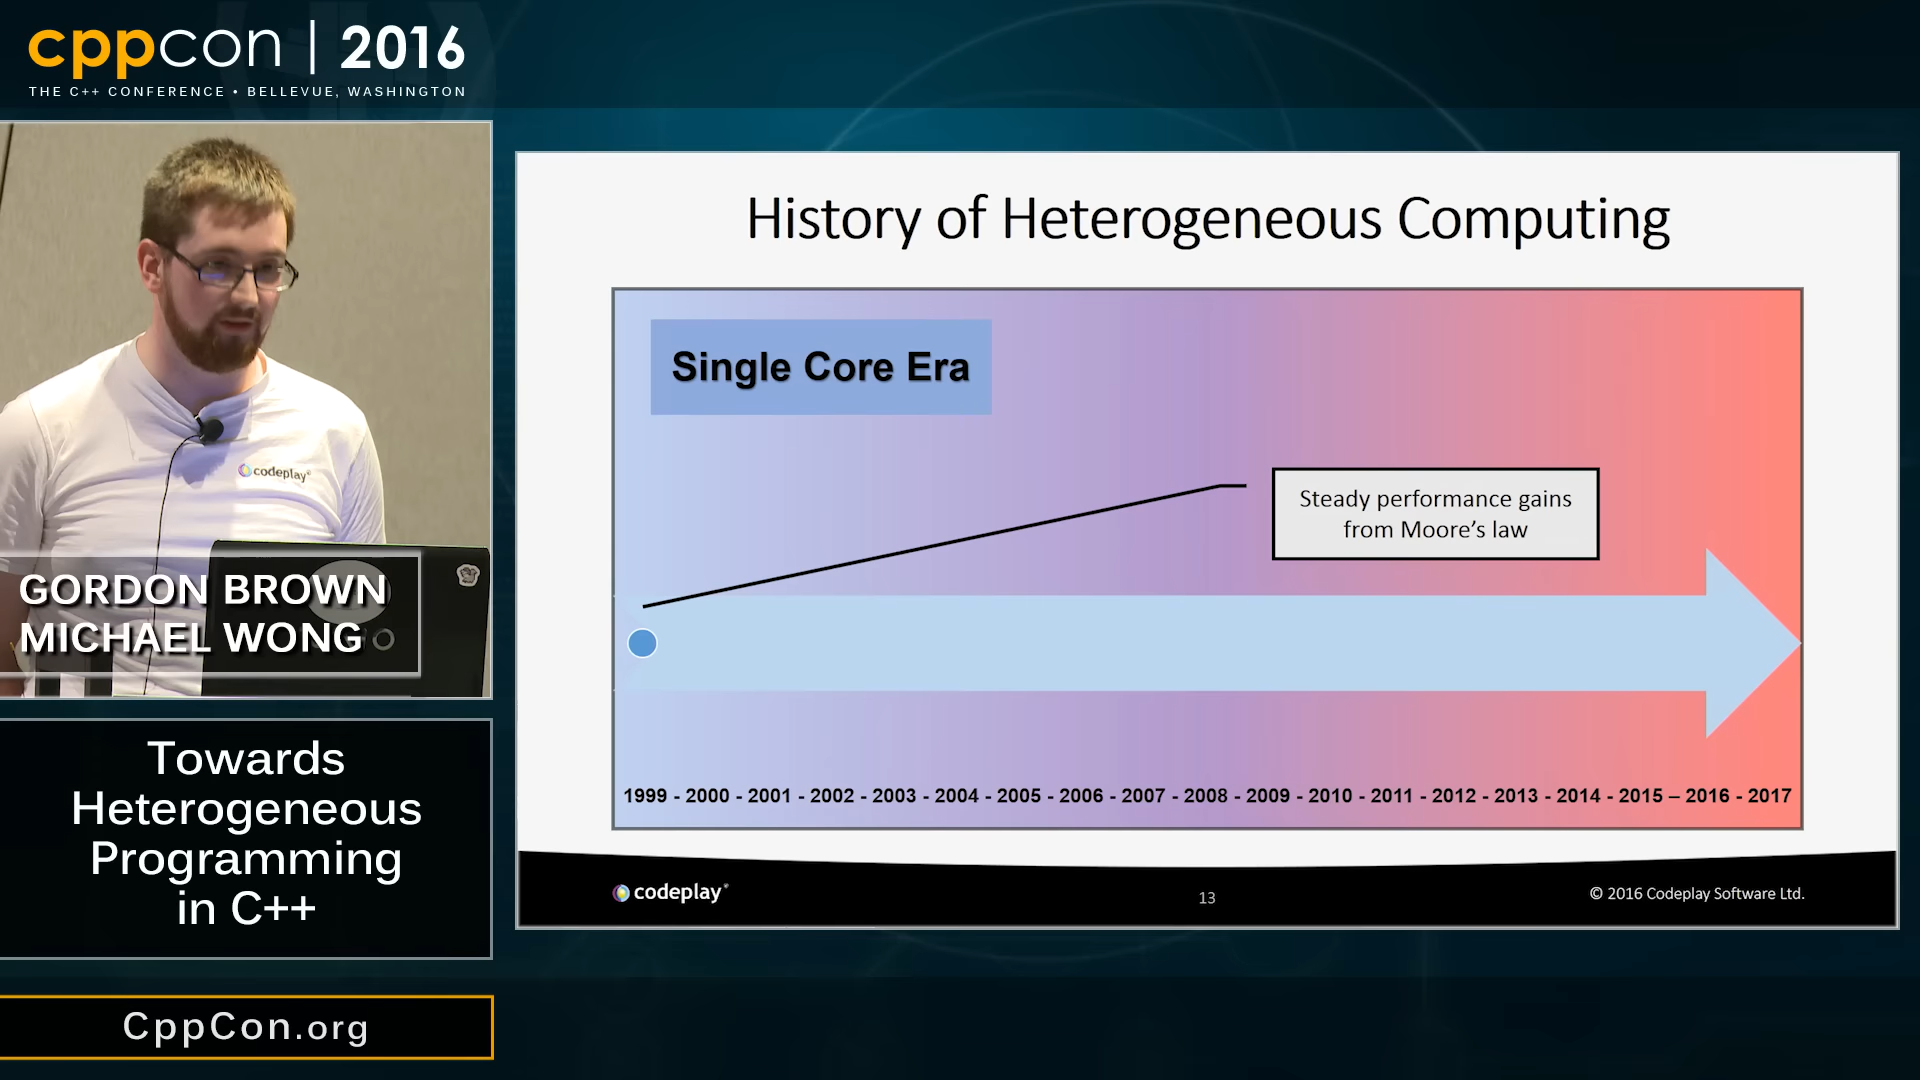 cppcon | 2016
THE C++ CONFERENCE • BELLEVUE, WASHINGTON
codeplay®
GORDON BROWN
MICHAEL WONG
Towards
Heterogeneous
Programming
in C++
CppCon.org
History of Heterogeneous Computing
Single Core Era
Steady performance gains
from Moore's law
1999 - 2000 - 2001 - 2002 - 2003 - 2004 - 2005 - 2006 - 2007 - 2008 - 2009 - 2010 - 2011 - 2012 - 2013 - 2014 - 2015 – 2016 - 2017
codeplay®
13
© 2016 Codeplay Software Ltd.